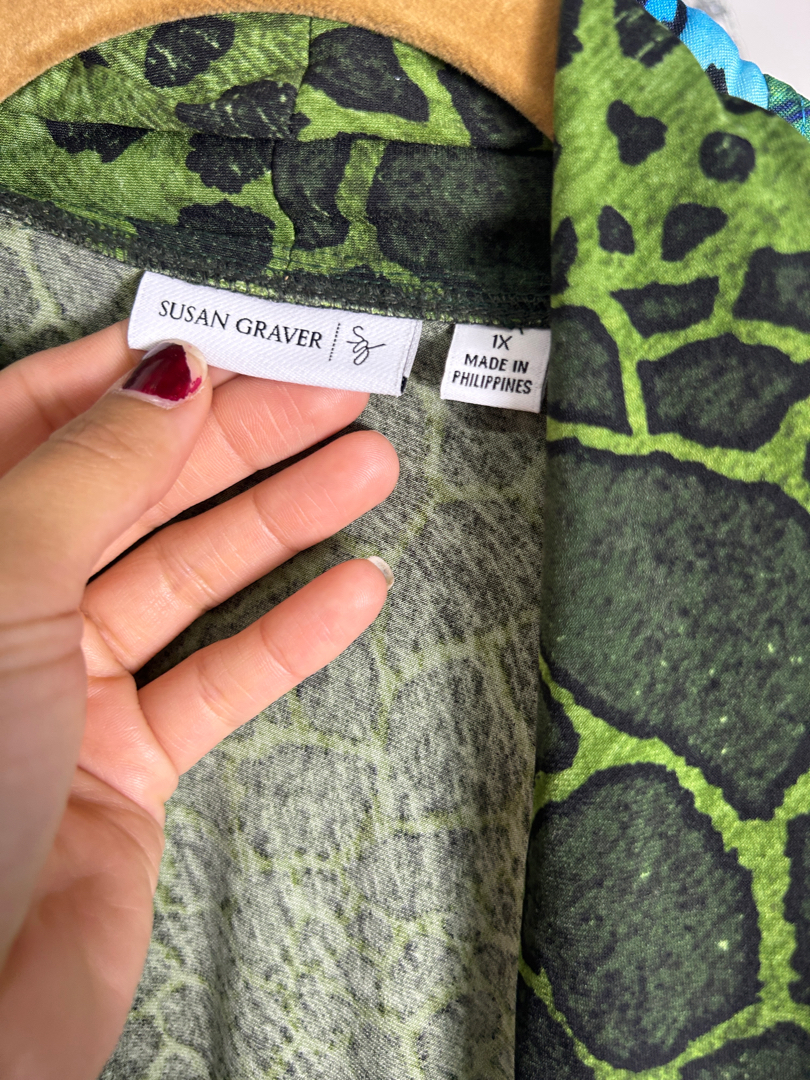 SUSAN GRAVER
1X
MADE IN
PHILIPPINES